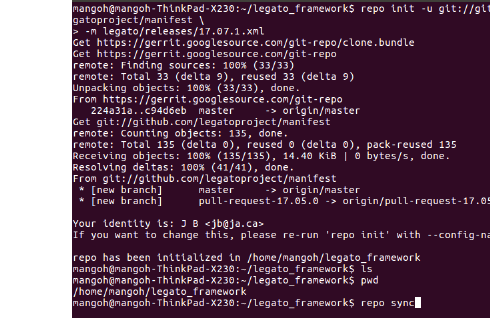 mangoh@mangoh-ThinkPad-X230:~/legato_framework$ repo init -u git://git
gatoproject/manifest \
> -m legato/releases/17.07.1.xml
Get https://gerrit.googlesource.com/git-repo/clone.bundle
Get https://gerrit.googlesource.com/git-repo
remote: Finding sources: 100% (33/33)
remote: Total 33 (delta 9), reused 33 (delta 9)
Unpacking objects: 100% (33/33), done.
From https://gerrit.googlesource.com/git-repo
224a31a..c94d6eb master -> origin/master
Get git://github.com/legatoproject/manifest
remote: Counting objects: 135, done.
remote: Total 135 (delta 0), reused 0 (delta 0), pack-reused 135
Receiving objects: 100% (135/135), 14.40 KiB | 0 bytes/s, done.
Resolving deltas: 100% (41/41), done.
From git://github.com/legatoproject/manifest
* [new branch] master -> origin/master
* [new branch] pull-request-17.05.0 -> origin/pull-request-17.05
Your identity is: J B <jb@ja.ca>
If you want to change this, please re-run 'repo init' with --config-na
repo has been initialized in /home/mangoh/legato_framework
mangoh@mangoh-ThinkPad-X230:~/legato_framework$ ls
mangoh@mangoh-ThinkPad-X230:~/legato_framework$ pwd
/home/mangoh/legato_framework
mangoh@mangoh-ThinkPad-X230:~/legato_framework$ repo sync